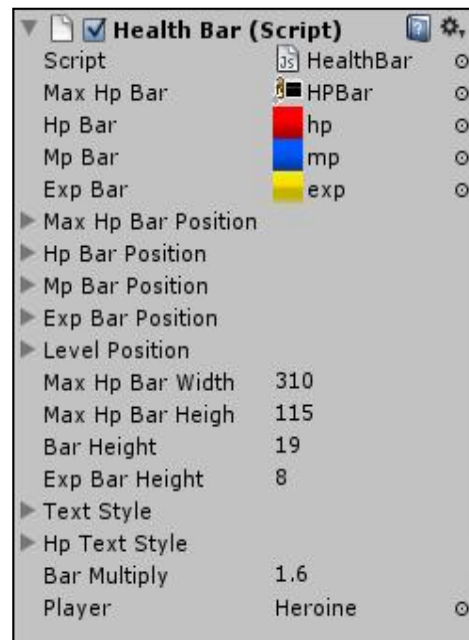 Health Bar (Script)
Script JS HealthBar
Max Hp Bar HPBar
Hp Bar hp
Mp Bar mp
Exp Bar exp
Max Hp Bar Position
Hp Bar Position
Mp Bar Position
Exp Bar Position
Level Position
Max Hp Bar Width 310
Max Hp Bar Heigh 115
Bar Height 19
Exp Bar Height 8
Text Style
Hp Text Style
Bar Multiply 1.6
Player Heroine